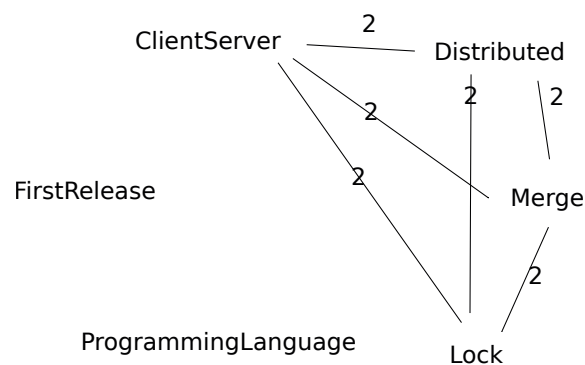 2
ClientServer
Distributed
2
2
2
2
FirstRelease
Merge
2
ProgrammingLanguage
Lock